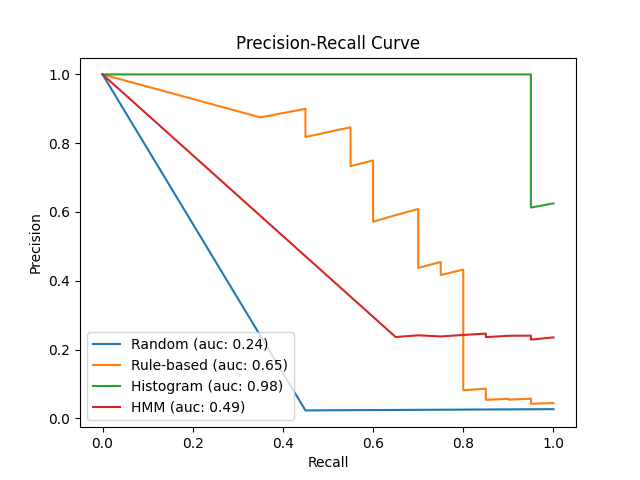 Precision-Recall Curve
1.0
0.8
0.6
0.4
0.2
0.0
Precision
Random (auc: 0.24)
Rule-based (auc: 0.65)
Histogram (auc: 0.98)
HMM (auc: 0.49)
0.0 0.2 0.4 0.6 0.8 1.0
Recall